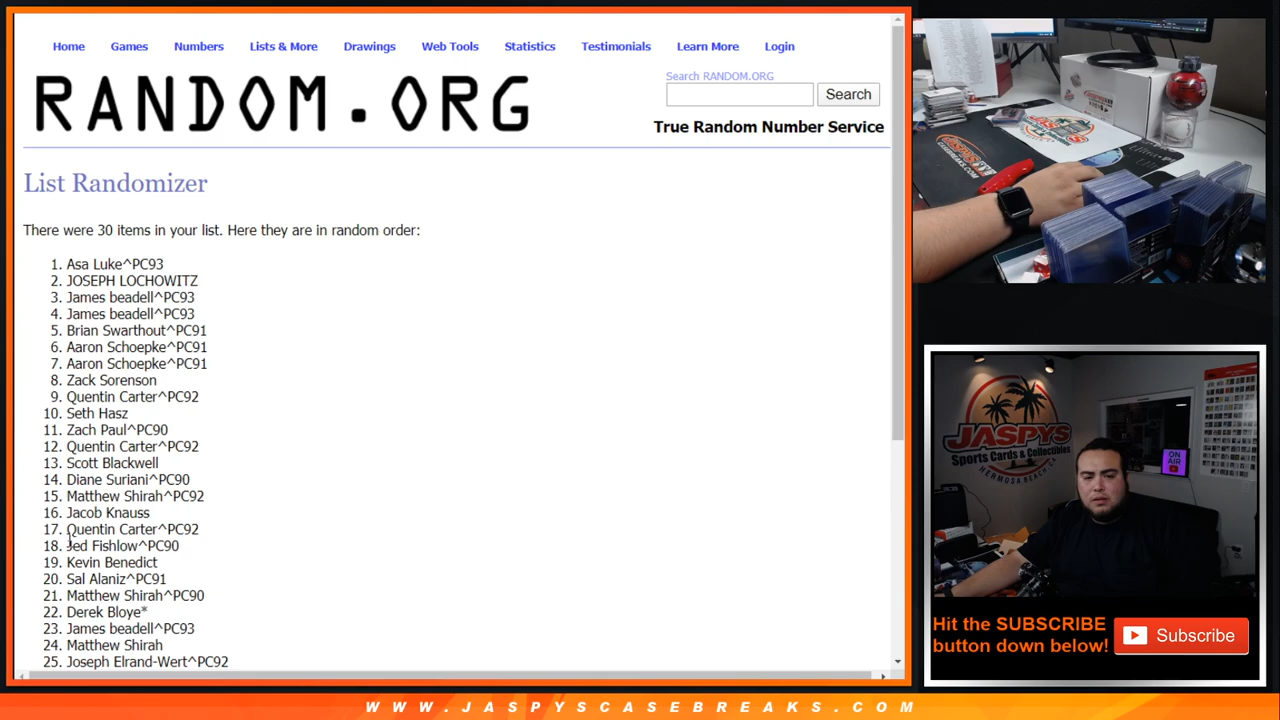 Home Games Numbers Lists & More Drawings Web Tools Statistics Testimonials Learn More Login
RANDOM.ORG
Search RANDOM.ORG
Search
True Random Number Service
List Randomizer
There were 30 items in your list. Here they are in random order:
1. Asa Luke^PC93
2. JOSEPH LOCHOWITZ
3. James beadell^PC93
4. James beadell^PC93
5. Brian Swarthout^PC91
6. Aaron Schoepke^PC91
7. Aaron Schoepke^PC91
8. Zack Sorenson
9. Quentin Carter^PC92
10. Seth Hasz
11. Zach Paul^PC90
12. Quentin Carter^PC92
13. Scott Blackwell
14. Diane Suriani^PC90
15. Matthew Shirah^PC92
16. Jacob Knauss
17. Quentin Carter^PC92
18. Jed Fishlow^PC90
19. Kevin Benedict
20. Sal Alaniz^PC91
21. Matthew Shirah^PC90
22. Derek Bloye*
23. James beadell^PC93
24. Matthew Shirah
25. Joseph Elrand-Wert^PC92
JASPYS
Sports Cards & Collectibles
HERMOSA BEACH, CA
ON
AIR
Hit the SUBSCRIBE
button down below!
Subscribe
WWW.JASPYSCASEBREAKS.COM